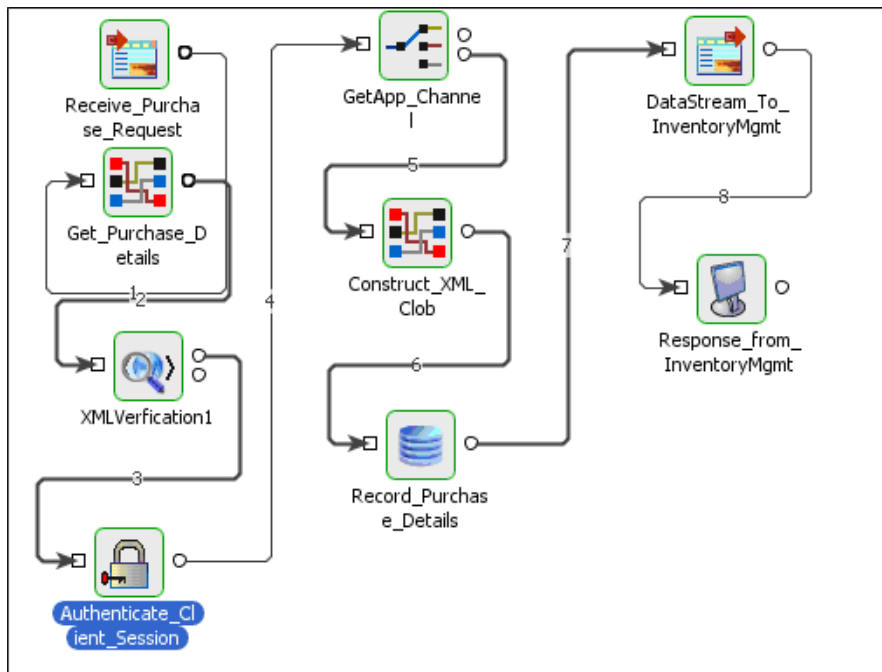 Receive_Purcha
se_Request
Get_Purchase_D
etails
1
2
XMLVerfication1
3
Authenticate_Cl
ient_Session
4
GetApp_Channe
l
5
Construct_XML_
Clob
6
Record_Purchas
e_Details
7
DataStream_To_
InventoryMgmt
8
Response_from_
InventoryMgmt